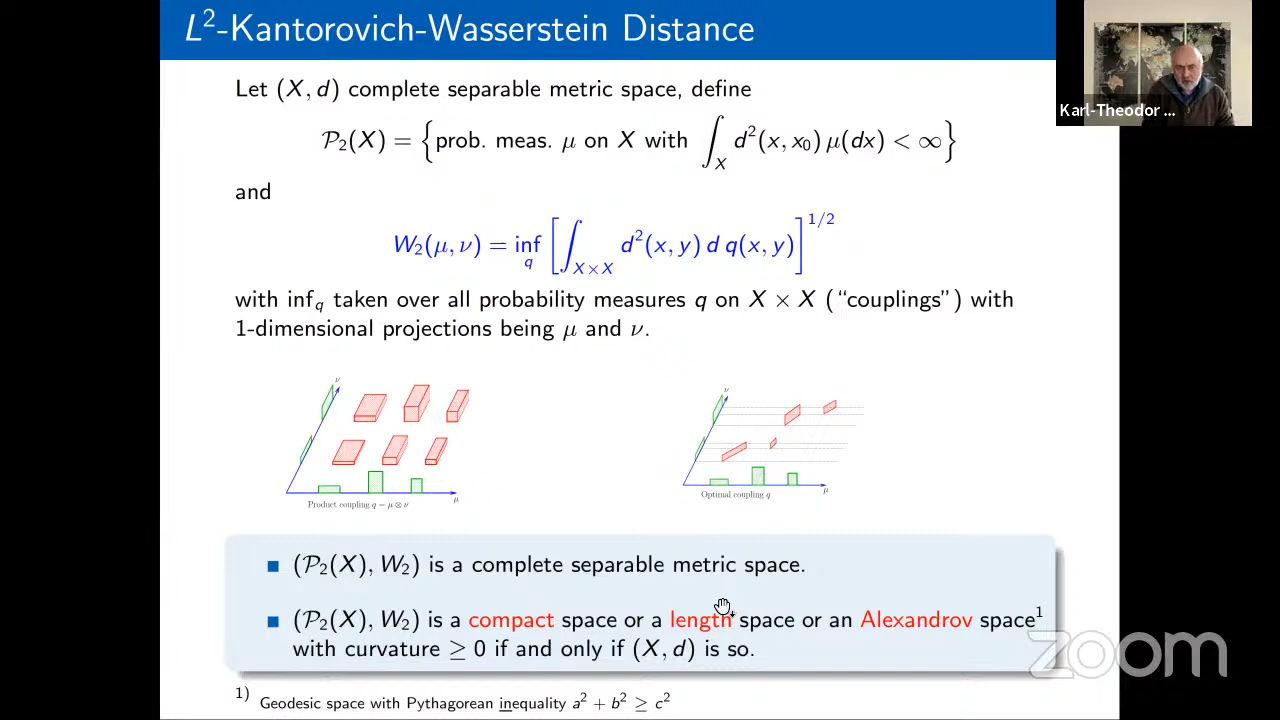 L²-Kantorovich-Wasserstein Distance
Karl-Theodor ...
Let (X, d) complete separable metric space, define
𝒫₂(X) = {prob. meas. μ on X with ∫_X d²(x, x₀) μ(dx) < ∞}
and
W₂(μ, ν) = inf_q [∫_{X×X} d²(x, y) d q(x, y)]^{1/2}
with inf_q taken over all probability measures q on X × X (“couplings”) with
1-dimensional projections being μ and ν.
ν
μ
Product coupling q = μ ⊗ ν
ν
μ
Optimal coupling q
(𝒫₂(X), W₂) is a complete separable metric space.
(𝒫₂(X), W₂) is a compact space or a length space or an Alexandrov space¹
with curvature ≥ 0 if and only if (X, d) is so.
zoom
1) Geodesic space with Pythagorean inequality a² + b² ≥ c²